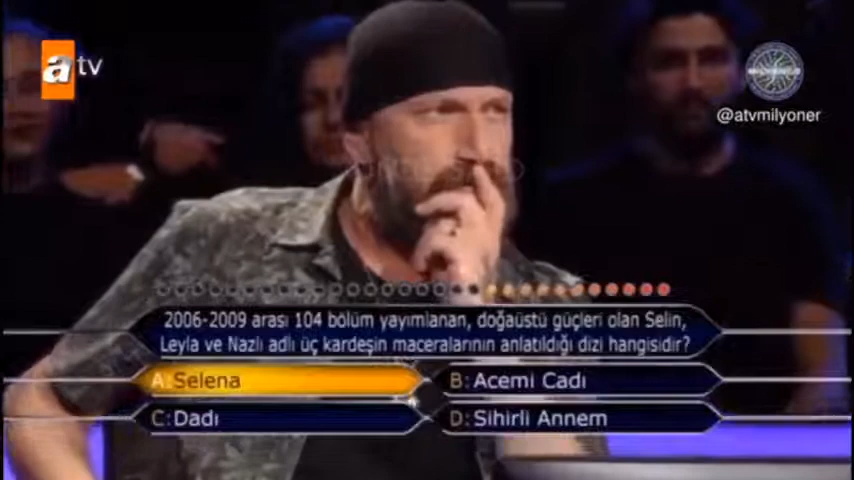 atv
@atvmilyoner
2006-2009 arası 104 bölüm yayımlanan, doğaüstü güçleri olan Selin,
Leyla ve Nazlı adlı üç kardeşin maceralarının anlatıldığı dizi hangisidir?
A: Selena
B: Acemi Cadı
C: Dadı
D: Sihirli Annem